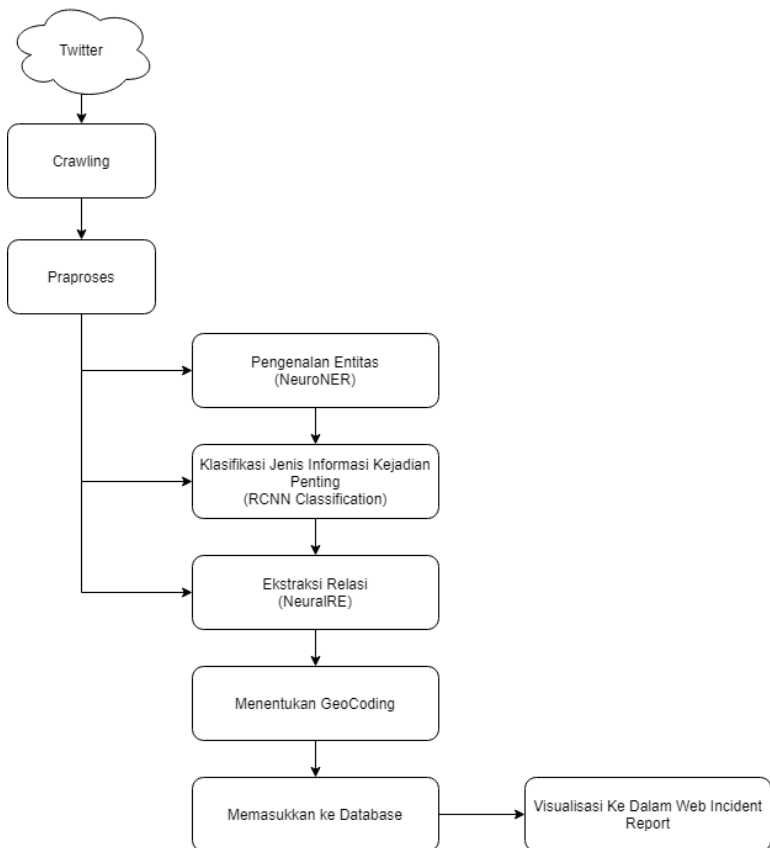 Twitter
Crawling
Praproses
Pengenalan Entitas
(NeuroNER)
Klasifikasi Jenis Informasi Kejadian
Penting
(RCNN Classification)
Ekstraksi Relasi
(NeuralRE)
Menentukan GeoCoding
Memasukkan ke Database
Visualisasi Ke Dalam Web Incident
Report